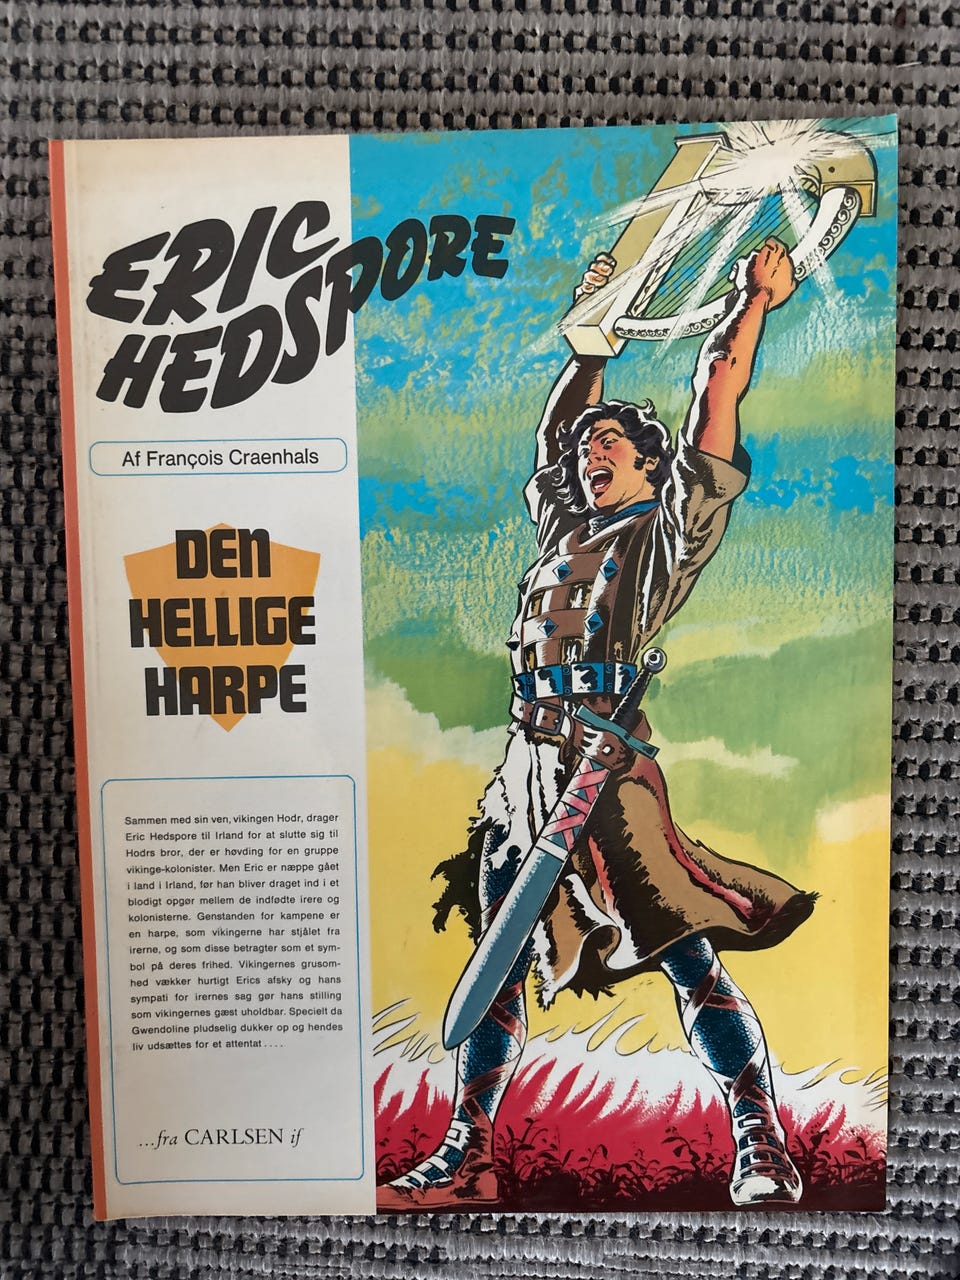 ERIC
HEDSPORE
Af François Craenhals
DEN
HELLIGE
HARPE
Sammen med sin ven, vikingen Hodr, drager
Eric Hedspore til Irland for at slutte sig til
Hodrs bror, der er høvding for en gruppe
vikinge-kolonister. Men Eric er næppe gået
i land i Irland, før han bliver draget ind i et
blodigt opgør mellem de indfødte irere og
kolonisterne. Genstanden for kampene er
en harpe, som vikingerne har stjålet fra
irerne, og som disse betragter som et sym-
bol på deres frihed. Vikingernes grusom-
hed vækker hurtigt Erics afsky og hans
sympati for irernes sag gør hans stilling
som vikingernes gæst uholdbar. Specielt da
Gwendoline pludselig dukker op og hendes
liv udsættes for et attentat....
...fra CARLSEN if